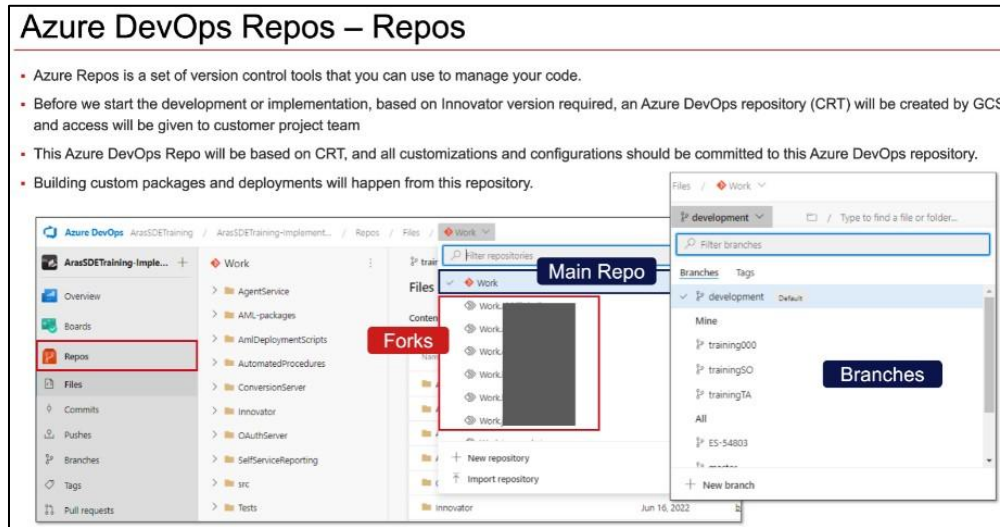 Azure DevOps Repos – Repos
Azure Repos is a set of version control tools that you can use to manage your code.
Before we start the development or implementation, based on Innovator version required, an Azure DevOps repository (CRT) will be created by GCS
and access will be given to customer project team
This Azure DevOps Repo will be based on CRT, and all customizations and configurations should be committed to this Azure DevOps repository.
Building custom packages and deployments will happen from this repository.
Azure DevOps ArasSDETraining / ArasSDETraining-Implement... / Repos / Files / Work
ArasSDETraining-Imple... +
Overview
Boards
Repos
Files
Commits
Pushes
Branches
Tags
Pull requests
Work
AgentService
AML-packages
AmlDeploymentScripts
AutomatedProcedures
ConversionServer
Innovator
OAuthServer
SelfServiceReporting
src
Tests
Forks
Files
Filter repositories
Main Repo
Work
Work.
Work.
Work.
Work.
Work.
+ New repository
Import repository
Innovator Jun 16, 2022
Files / Work
development / Type to find a file or folder...
Filter branches
Branches Tags
development Default
Mine
training000
trainingSO
trainingTA
Branches
All
ES-54803
+ New branch